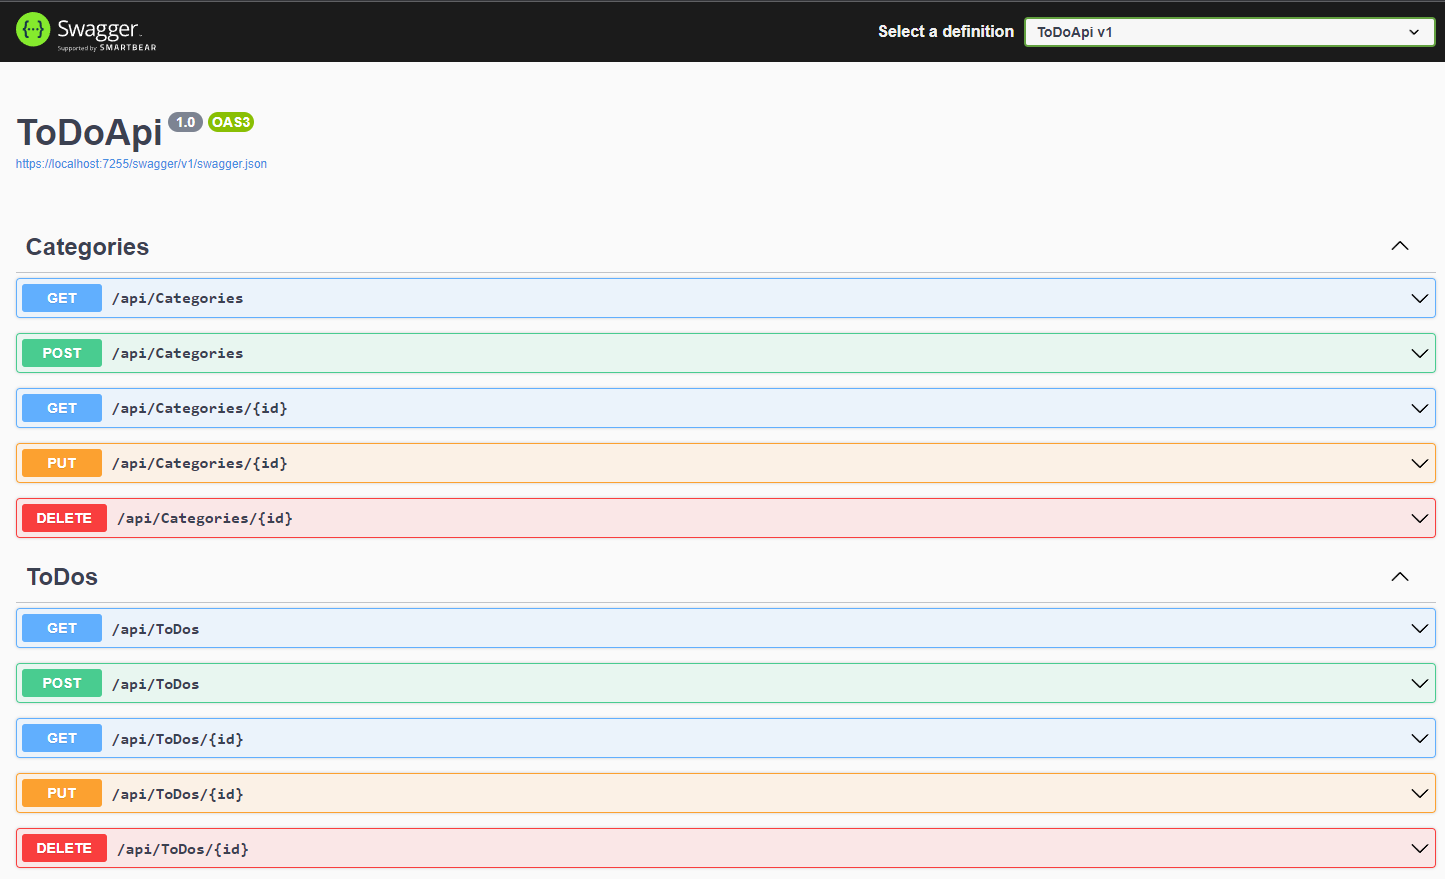 Swagger.
Supported by SMARTBEAR
Select a definition
ToDoApi v1
ToDoApi 1.0 OAS3
https://localhost:7255/swagger/v1/swagger.json
Categories
GET /api/Categories
POST /api/Categories
GET /api/Categories/{id}
PUT /api/Categories/{id}
DELETE /api/Categories/{id}
ToDos
GET /api/ToDos
POST /api/ToDos
GET /api/ToDos/{id}
PUT /api/ToDos/{id}
DELETE /api/ToDos/{id}